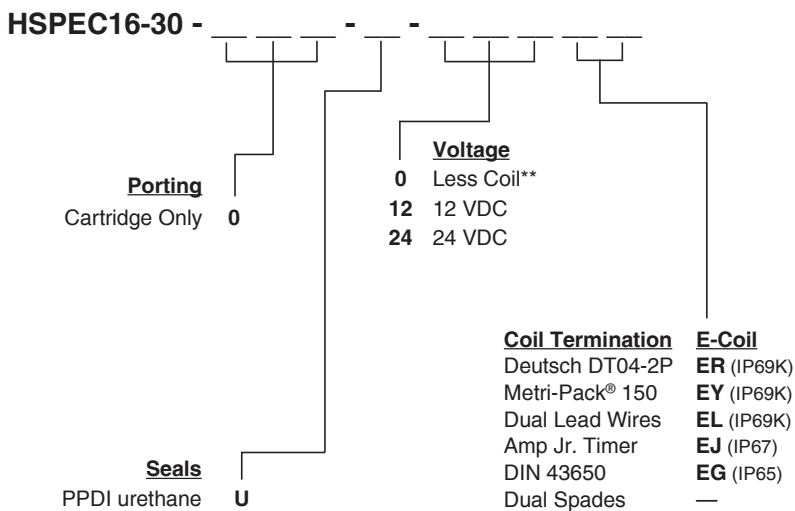 HSPEC16-30 - __ __ __ - __ - __ __ __ __ __
Voltage
0 Less Coil**
12 12 VDC
24 24 VDC
Porting
Cartridge Only 0
Coil Termination E-Coil
Deutsch DT04-2P ER (IP69K)
Metri-Pack® 150 EY (IP69K)
Dual Lead Wires EL (IP69K)
Amp Jr. Timer EJ (IP67)
DIN 43650 EG (IP65)
Dual Spades —
Seals
PPDI urethane U